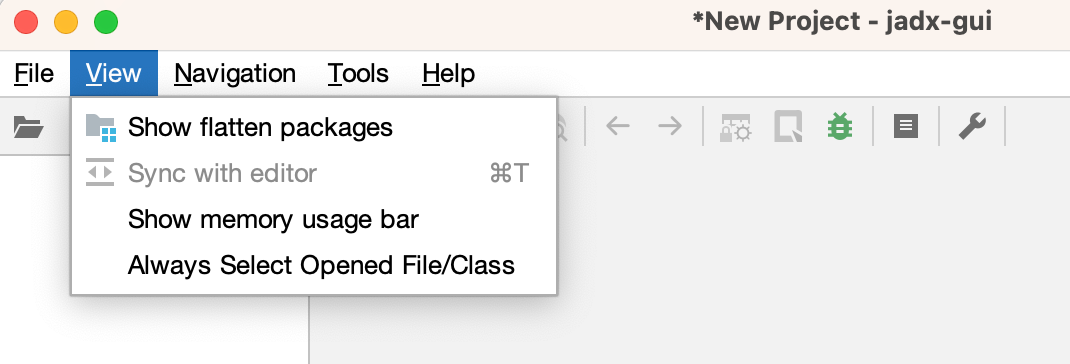 *New Project - jadx-gui
File View Navigation Tools Help
Show flatten packages
Sync with editor ⌘T
Show memory usage bar
Always Select Opened File/Class